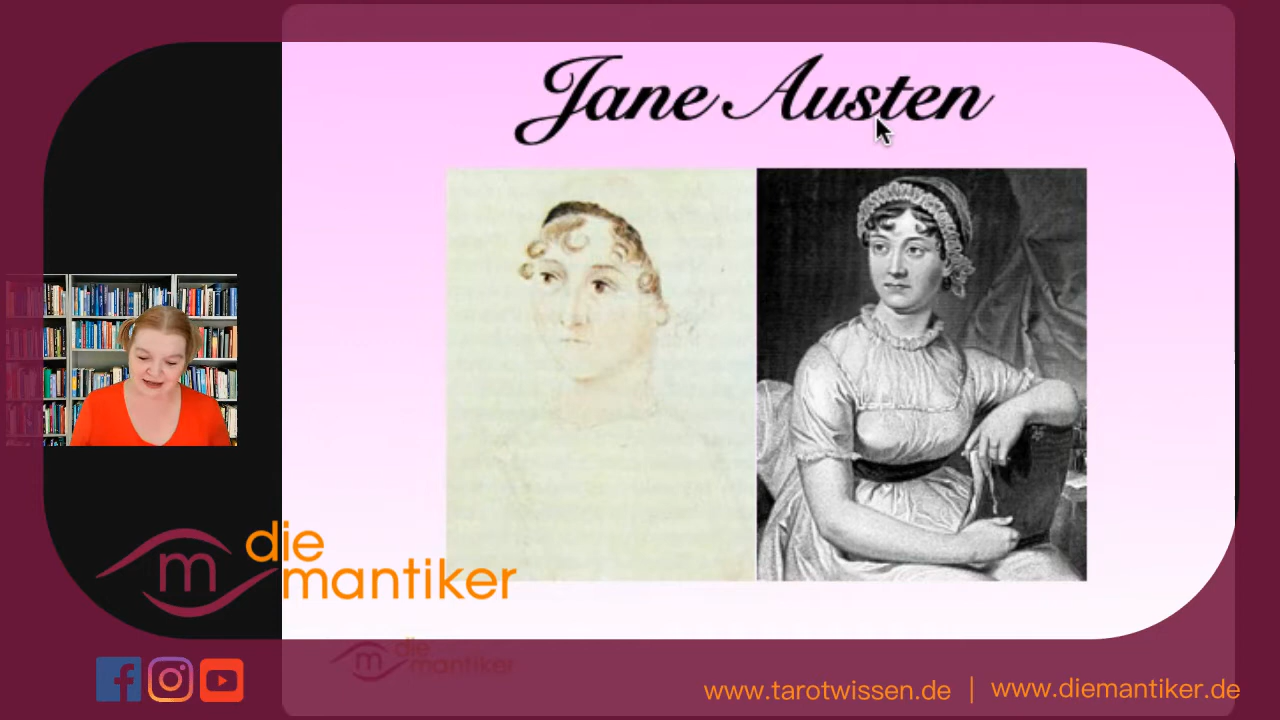 Jane Austen
m
die
mantiker
m
die
mantiker
www.tarotwissen.de | www.diemantiker.de